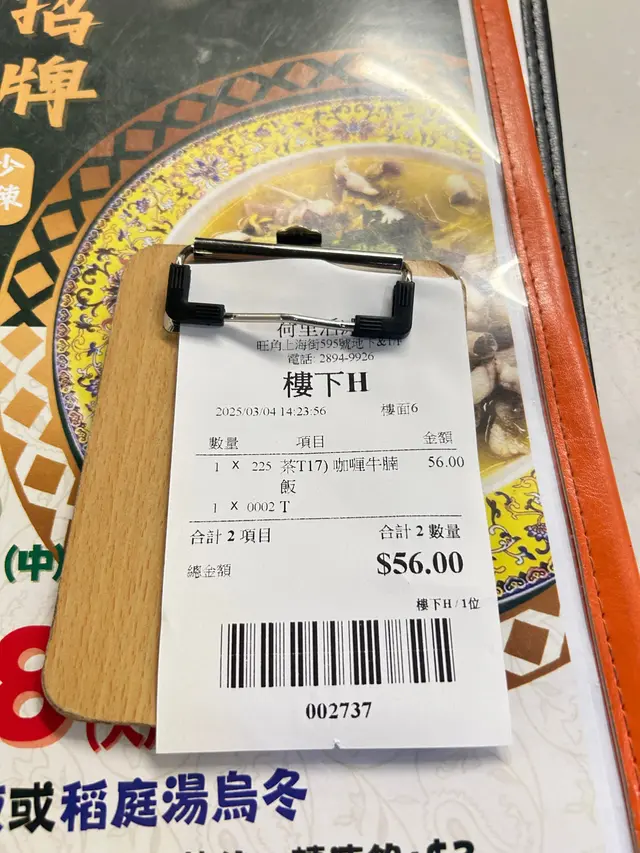 招牌
少辣
旺角上海街595號地下&1/F
電話: 2894-9926
樓下H
2025/03/04 14:23:56 樓面6
數量 項目 金額
1 X 225 茶T17) 咖喱牛腩 56.00
飯
1 X 0002 T
合計 2 項目 合計 2 數量
總金額 $56.00
樓下H / 1位
002737
(中)
8
或稻庭湯烏冬